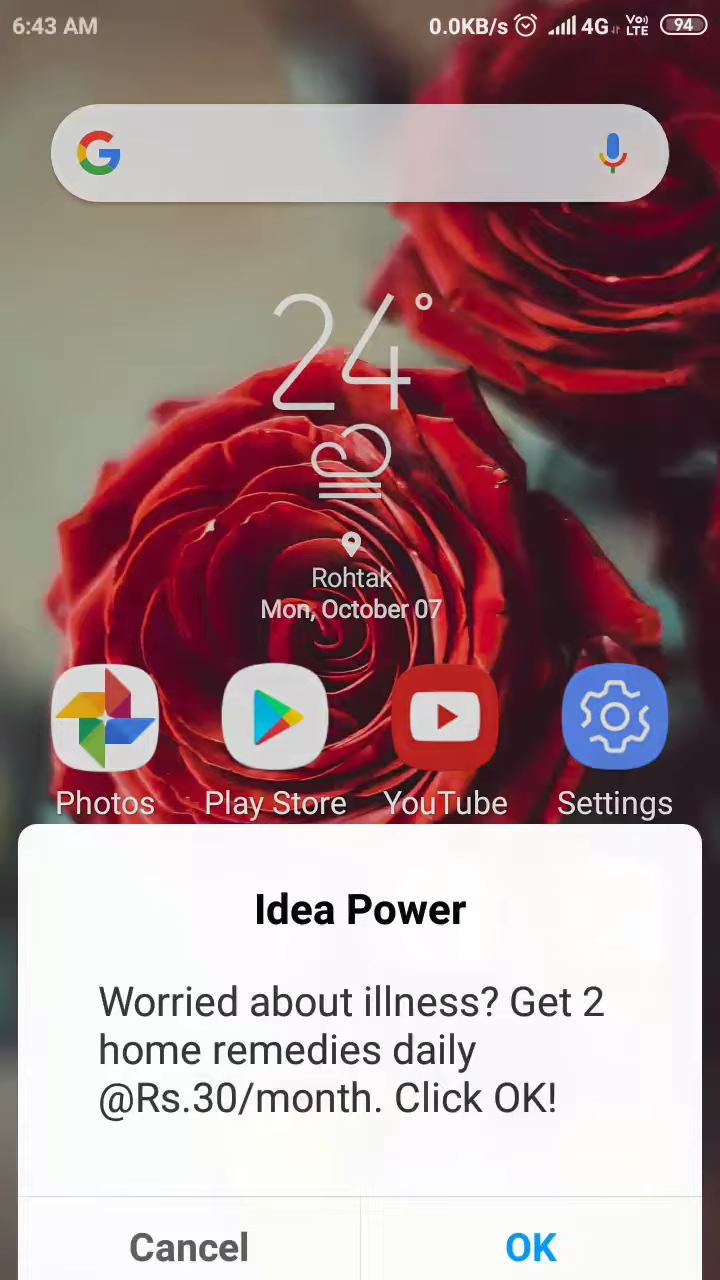 6:43 AM 0.0KB/s 4G Vo) LTE 94
G
24°
Rohtak
Mon, October 07
Photos Play Store YouTube Settings
Idea Power
Worried about illness? Get 2
home remedies daily
@Rs.30/month. Click OK!
Cancel OK